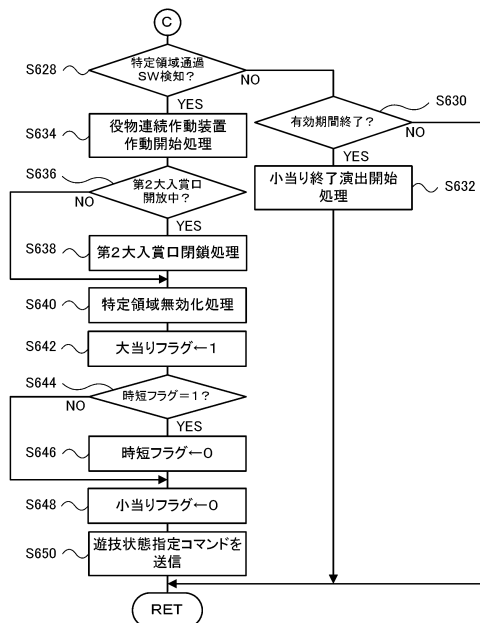 C
S628
特定領域通過
SW検知?
NO
YES
S630
有効期間終了?
NO
YES
S632
小当り終了演出開始
処理
S634
役物連続作動装置
作動開始処理
S636
第2大入賞口
開放中?
NO
YES
S638
第2大入賞口閉鎖処理
S640
特定領域無効化処理
S642
大当りフラグ←1
S644
時短フラグ=1?
NO
YES
S646
時短フラグ←0
S648
小当りフラグ←0
S650
遊技状態指定コマンドを
送信
RET